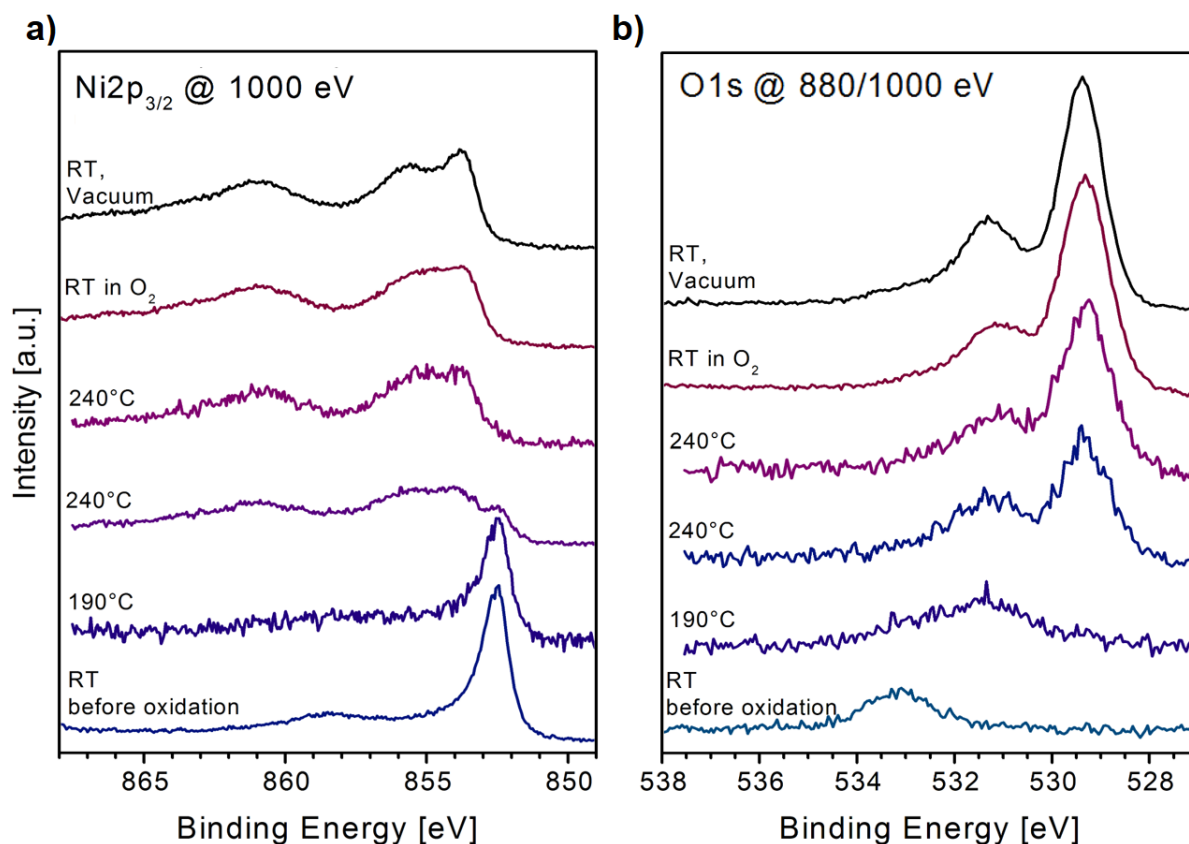 a)
Ni2p3/2 @ 1000 eV
RT,
Vacuum
RT in O2
240°C
240°C
190°C
RT
before oxidation
Intensity [a.u.]
865 860 855 850
Binding Energy [eV]
b)
O1s @ 880/1000 eV
RT,
Vacuum
RT in O2
240°C
240°C
190°C
RT
before oxidation
538 536 534 532 530 528
Binding Energy [eV]